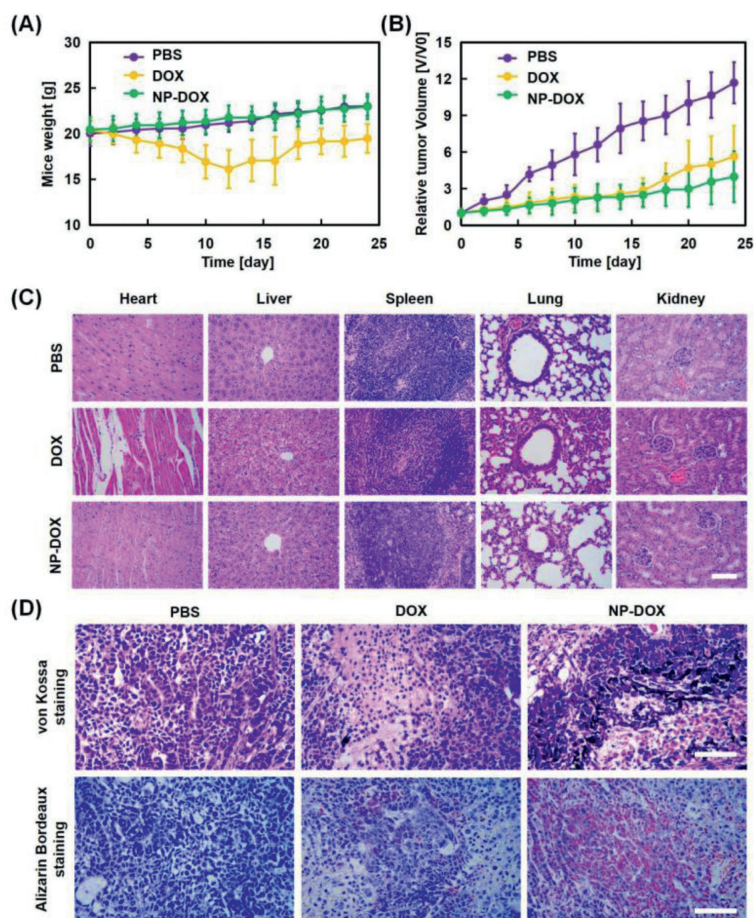 (A)
30
25
20
15
10
Mice weight [g]
PBS
DOX
NP-DOX
0 5 10 15 20 25
Time [day]
(B)
15
12
9
6
3
0
Relative tumor Volume [V/V0]
PBS
DOX
NP-DOX
0 5 10 15 20 25
Time [day]
(C)
Heart Liver Spleen Lung Kidney
PBS
DOX
NP-DOX
(D)
PBS DOX NP-DOX
von Kossa
staining
Alizarin Bordeaux
staining